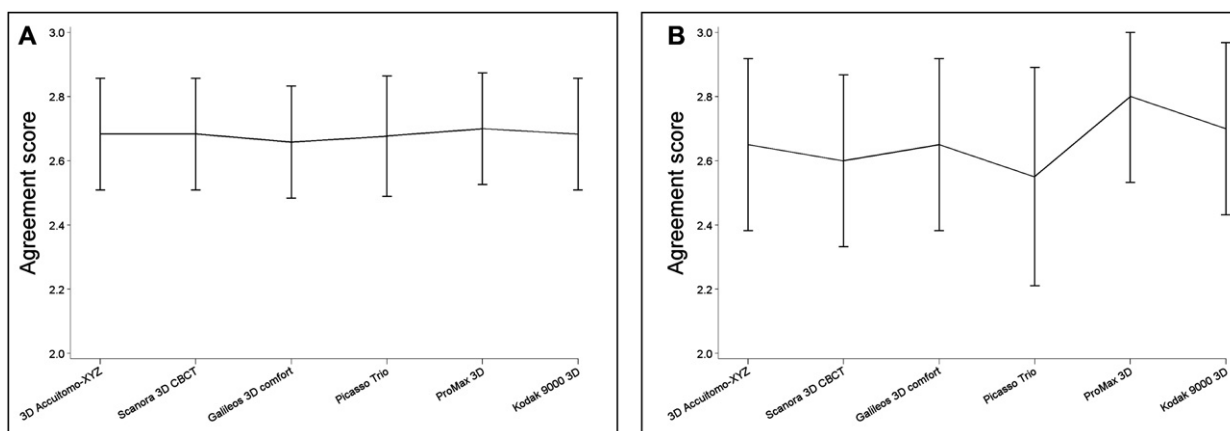 A
Agreement score
3.0
2.8
2.6
2.4
2.2
2.0
3D Accuitomo-XYZ
Scanora 3D CBCT
Galileos 3D comfort
Picasso Trio
ProMax 3D
Kodak 9000 3D
B
Agreement score
3.0
2.8
2.6
2.4
2.2
2.0
3D Accuitomo-XYZ
Scanora 3D CBCT
Galileos 3D comfort
Picasso Trio
ProMax 3D
Kodak 9000 3D